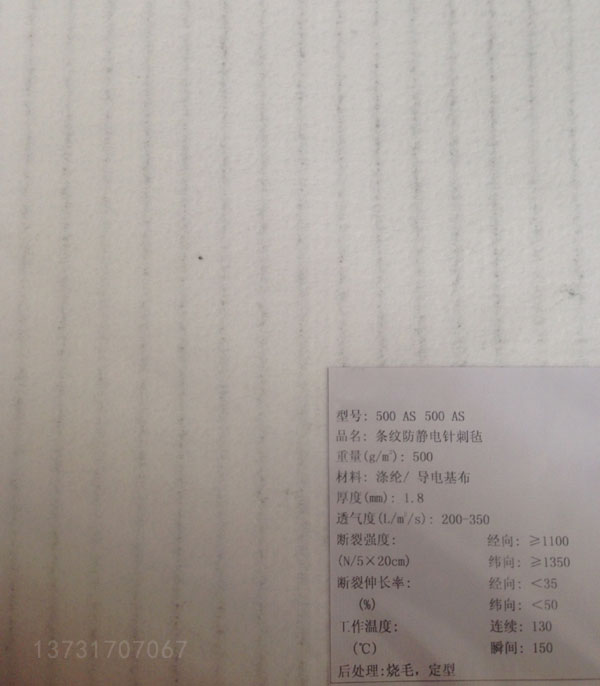 型号: 500 AS 500 AS
品名: 条纹防静电针刺毡
重量(g/m²): 500
材料: 涤纶/ 导电基布
厚度(mm): 1.8
透气度(L/m²/s): 200-350
断裂强度: 经向: ≥1100
(N/5×20cm) 纬向: ≥1350
断裂伸长率: 经向: <35
(%) 纬向: <50
工作温度: 连续: 130
(℃) 瞬间: 150
后处理:烧毛，定型
13731707067